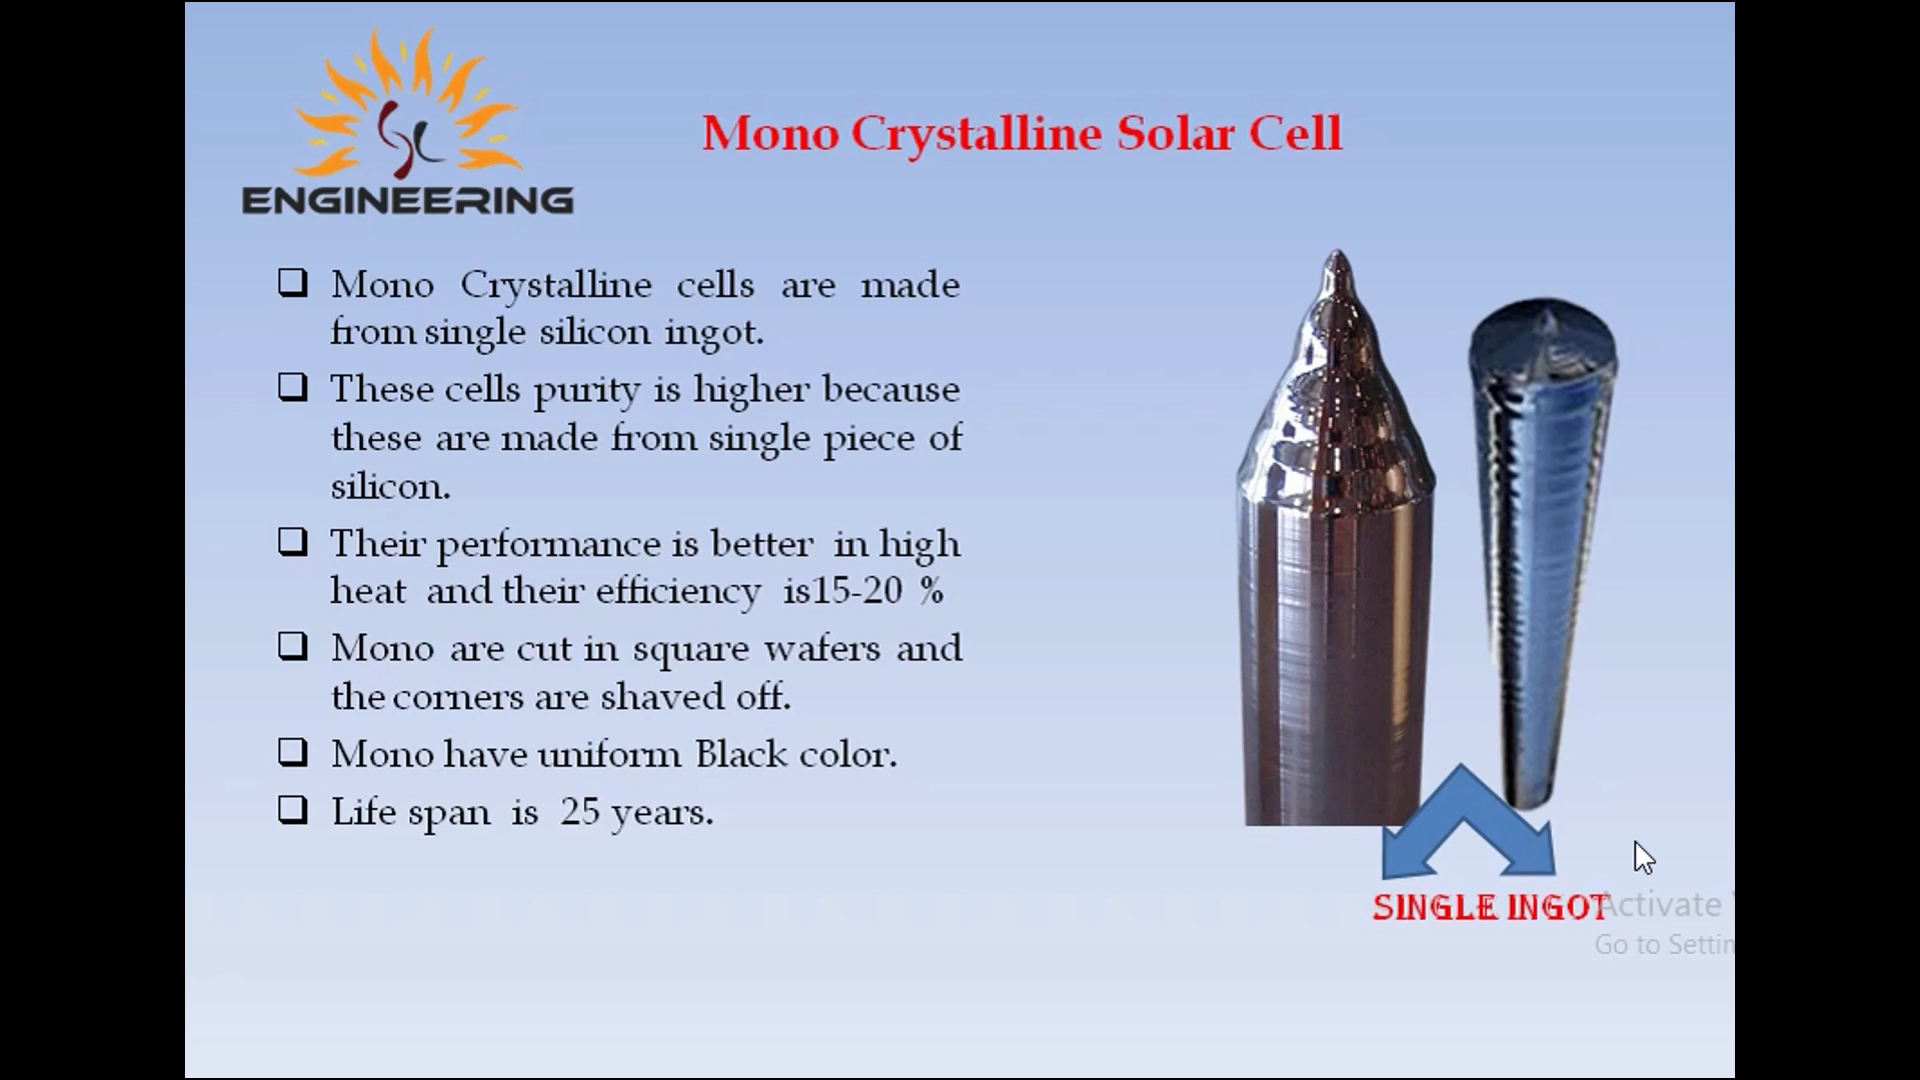 SC
ENGINEERING
Mono Crystalline Solar Cell
Mono Crystalline cells are made
from single silicon ingot.
These cells purity is higher because
these are made from single piece of
silicon.
Their performance is better in high
heat and their efficiency is15-20 %
Mono are cut in square wafers and
the corners are shaved off.
Mono have uniform Black color.
Life span is 25 years.
SINGLE INGOT
Activate
Go to Settin